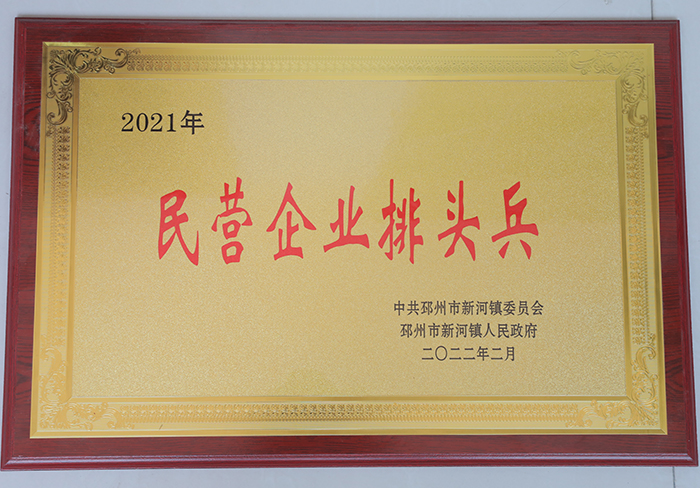 2021年
民营企业排头兵
中共邳州市新河镇委员会
邳州市新河镇人民政府
二〇二二年二月